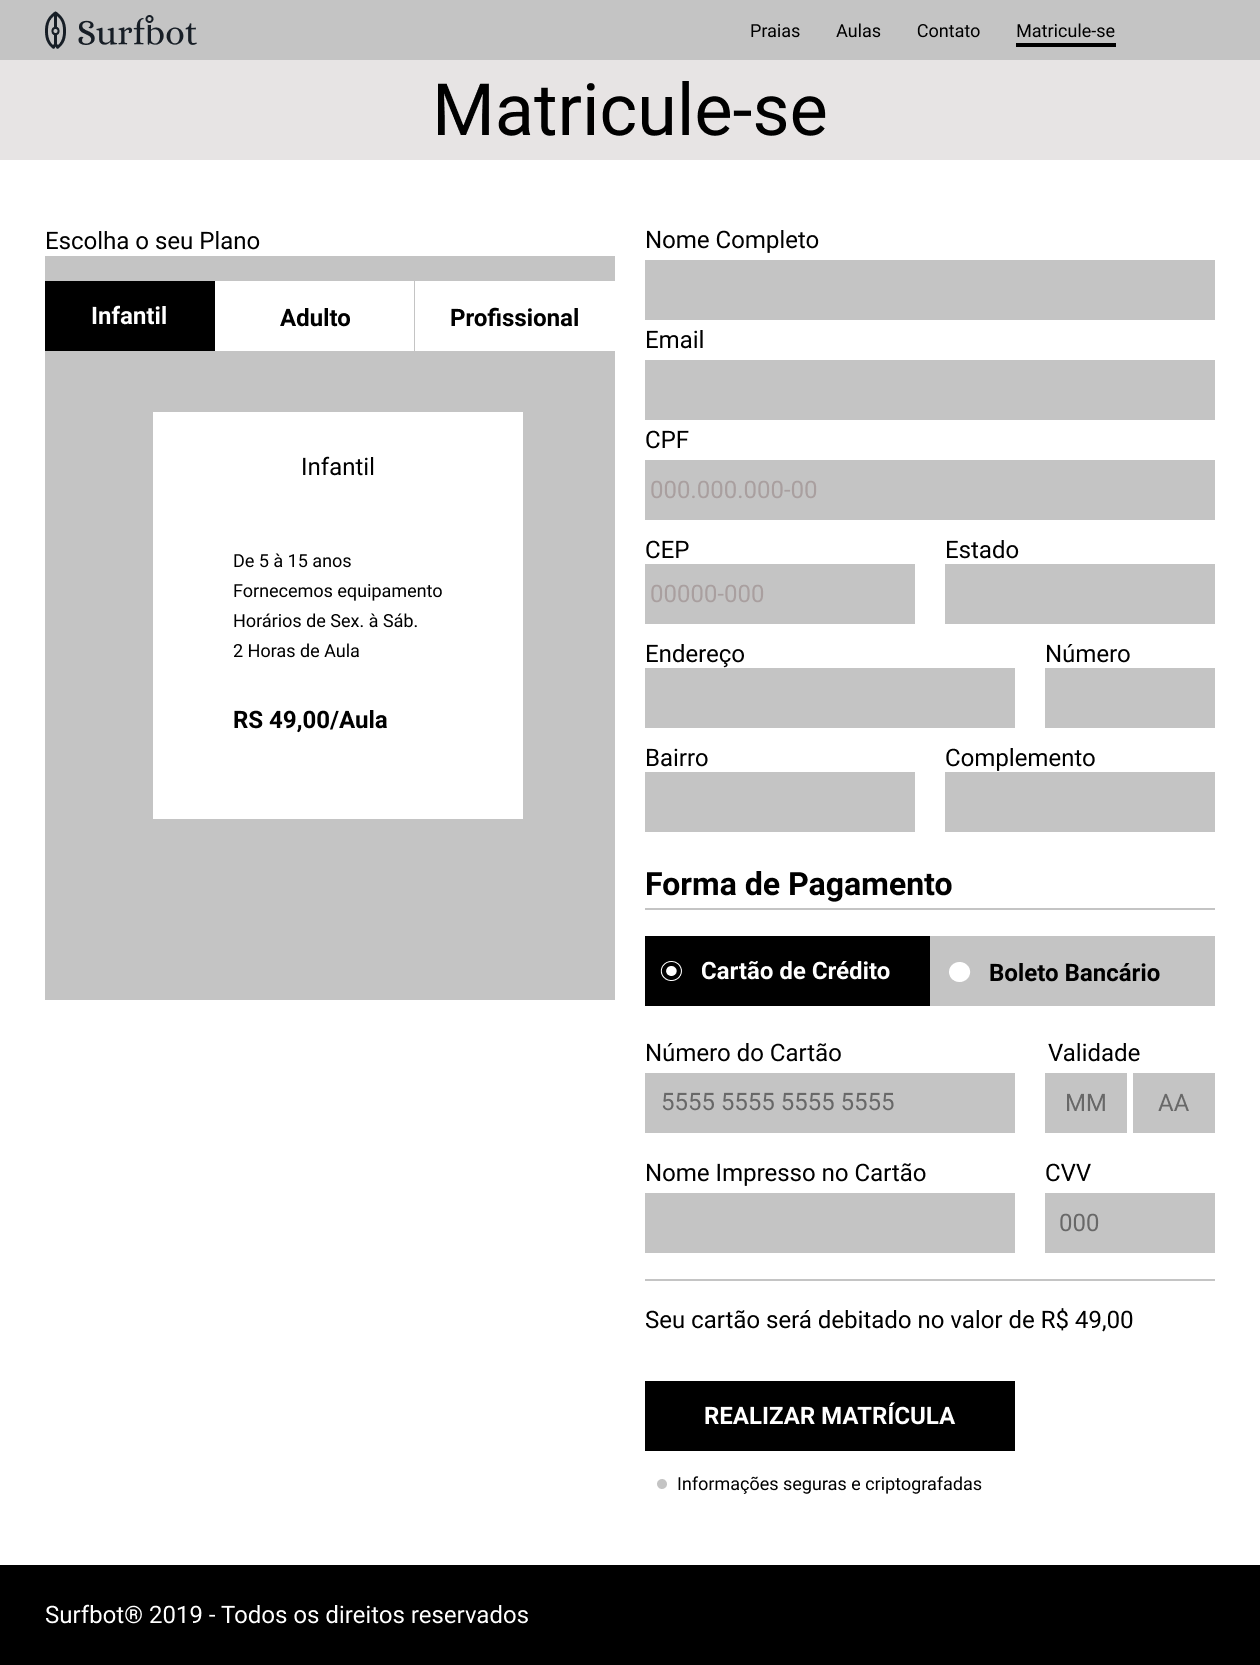 Surfbot
Praias Aulas Contato Matricule-se
Matricule-se
Escolha o seu Plano
Infantil Adulto Profissional
Infantil
De 5 à 15 anos
Fornecemos equipamento
Horários de Sex. à Sáb.
2 Horas de Aula
RS 49,00/Aula
Nome Completo
Email
CPF
000.000.000-00
CEP Estado
00000-000
Endereço Número
Bairro Complemento
Forma de Pagamento
Cartão de Crédito Boleto Bancário
Número do Cartão Validade
5555 5555 5555 5555 MM AA
Nome Impresso no Cartão CVV
000
Seu cartão será debitado no valor de R$ 49,00
REALIZAR MATRÍCULA
Informações seguras e criptografadas
Surfbot® 2019 - Todos os direitos reservados